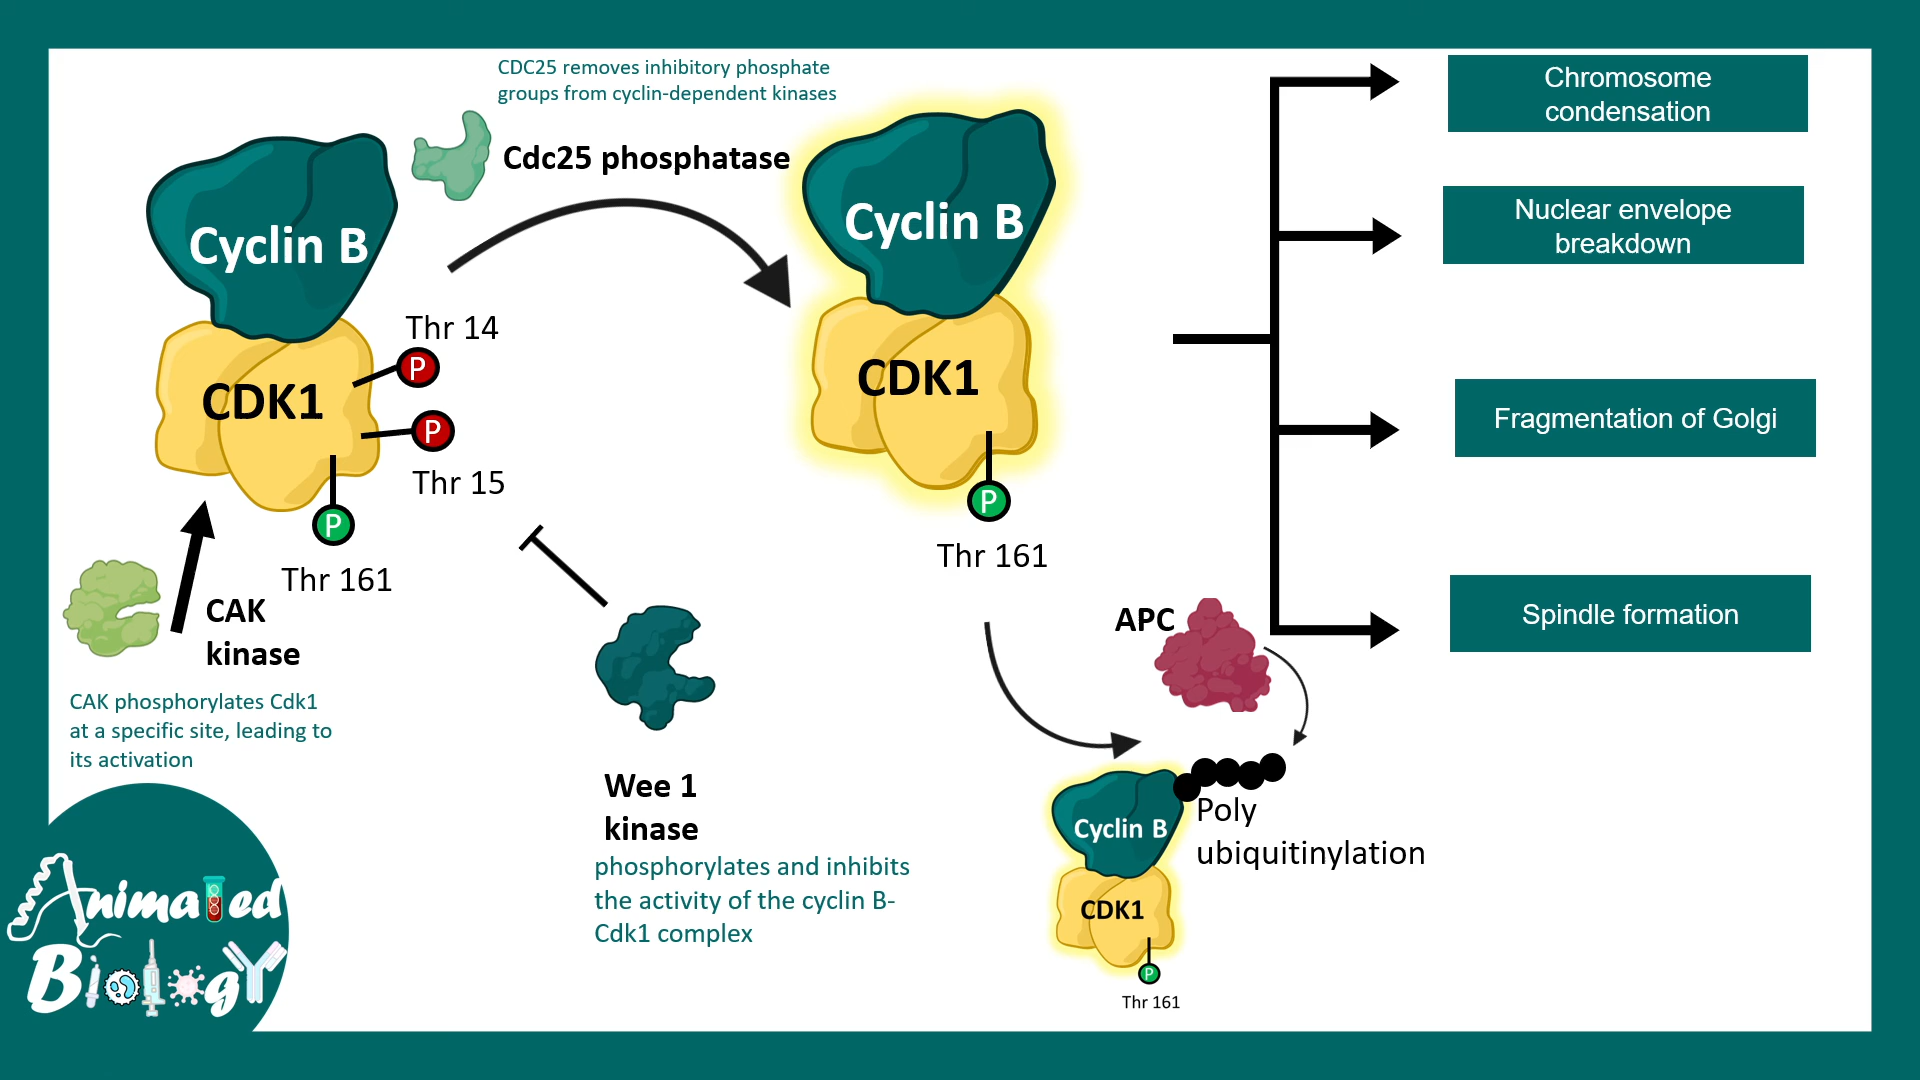 CDC25 removes inhibitory phosphate
groups from cyclin-dependent kinases
Cdc25 phosphatase
Cyclin B
CDK1
Thr 14
P
P
Thr 15
P
Thr 161
CAK
kinase
CAK phosphorylates Cdk1
at a specific site, leading to
its activation
Wee 1
kinase
phosphorylates and inhibits
the activity of the cyclin B-
Cdk1 complex
Cyclin B
CDK1
P
Thr 161
APC
Poly
ubiquitinylation
Cyclin B
CDK1
P
Thr 161
Chromosome
condensation
Nuclear envelope
breakdown
Fragmentation of Golgi
Spindle formation
Animated
Biology